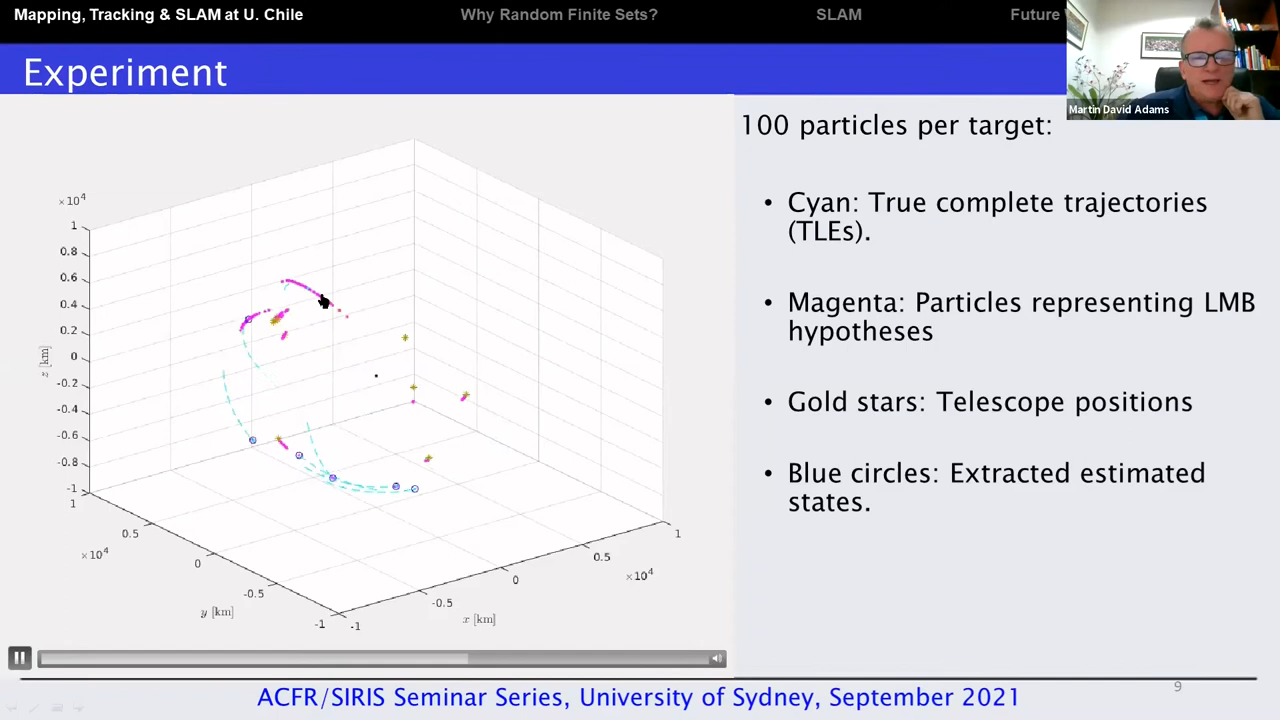 Mapping, Tracking & SLAM at U. Chile
Why Random Finite Sets?
SLAM
Future
Martin David Adams
Experiment
100 particles per target:
• Cyan: True complete trajectories
(TLEs).
• Magenta: Particles representing LMB
hypotheses
• Gold stars: Telescope positions
• Blue circles: Extracted estimated
states.
×10⁴
1
0.8
0.6
0.4
0.2
0
-0.2
-0.4
-0.6
-0.8
-1
z [km]
1
0.5
0
-0.5
-1
×10⁴
y [km]
-1
-0.5
0
0.5
1
×10⁴
x [km]
9
ACFR/SIRIS Seminar Series, University of Sydney, September 2021